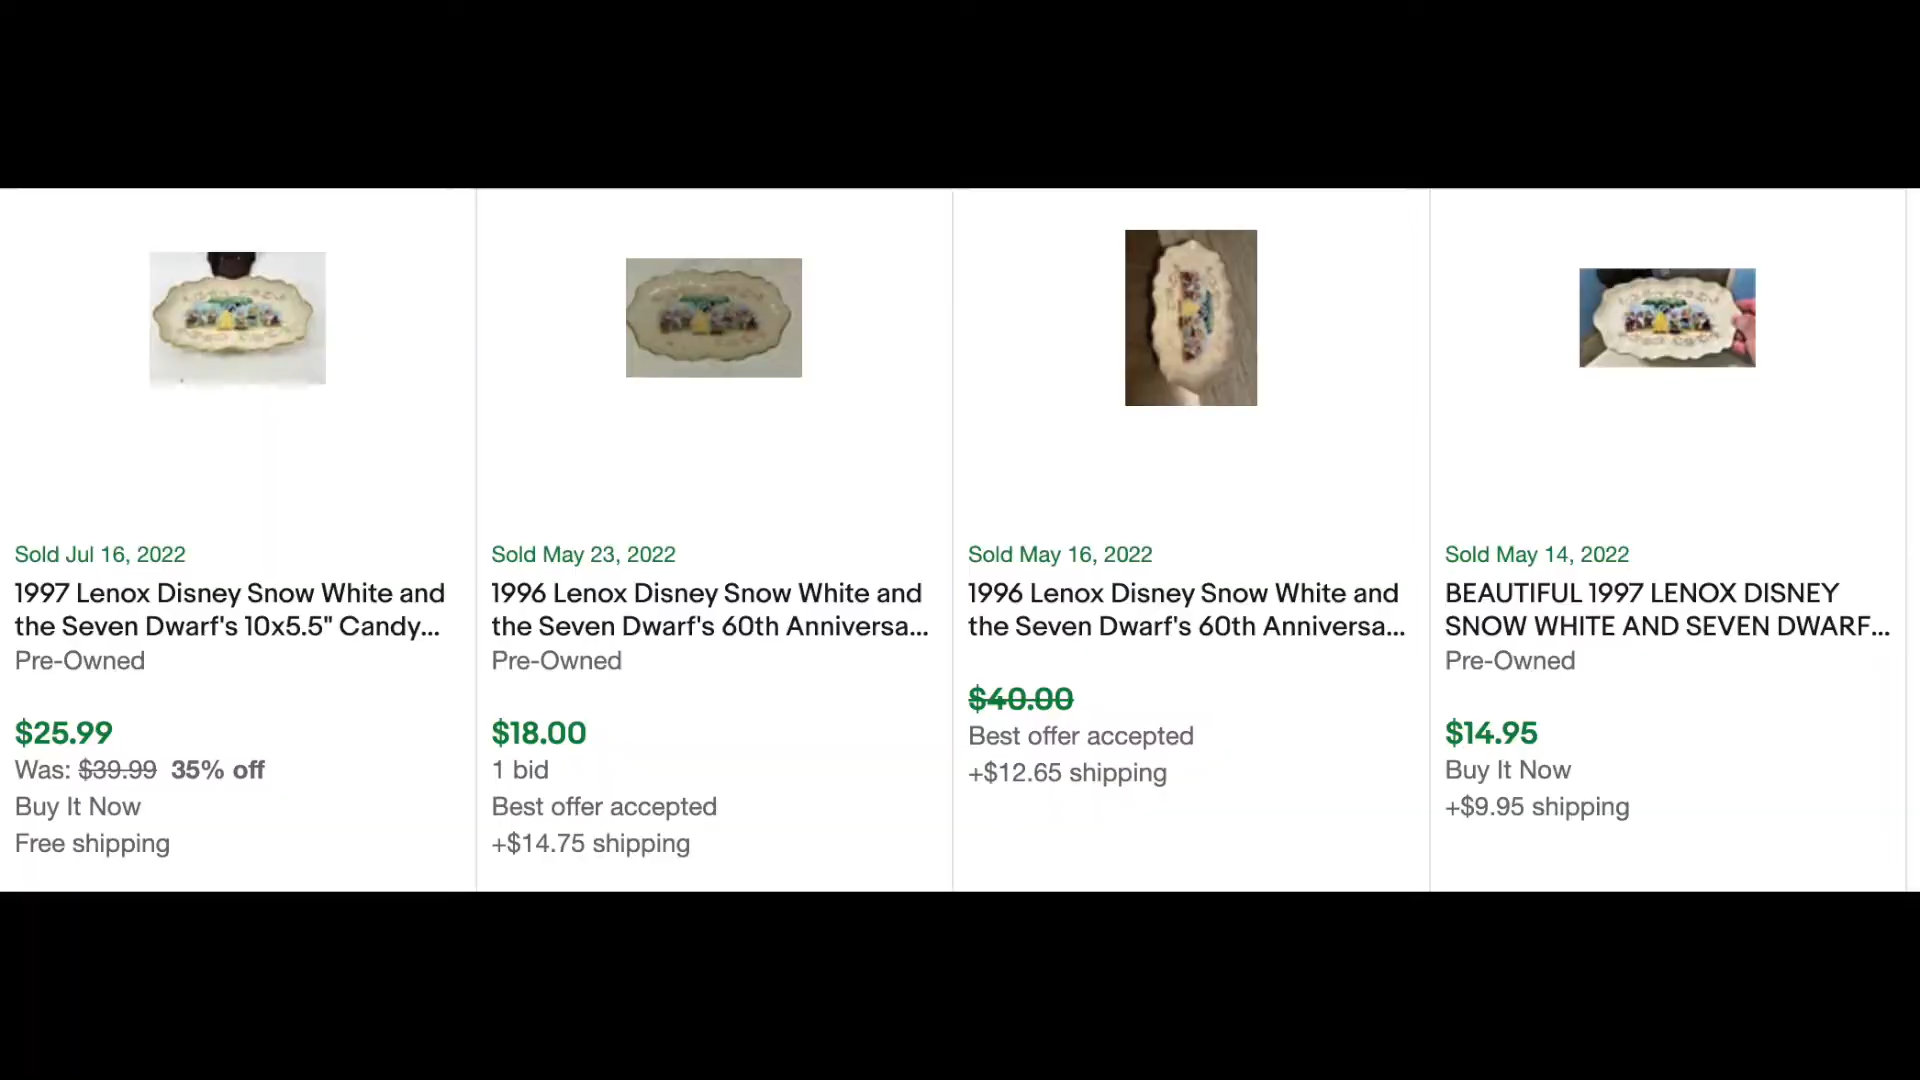 Sold Jul 16, 2022
1997 Lenox Disney Snow White and
the Seven Dwarf's 10x5.5" Candy...
Pre-Owned
$25.99
Was: $39.99 35% off
Buy It Now
Free shipping
Sold May 23, 2022
1996 Lenox Disney Snow White and
the Seven Dwarf's 60th Anniversa...
Pre-Owned
$18.00
1 bid
Best offer accepted
+$14.75 shipping
Sold May 16, 2022
1996 Lenox Disney Snow White and
the Seven Dwarf's 60th Anniversa...
$40.00
Best offer accepted
+$12.65 shipping
Sold May 14, 2022
BEAUTIFUL 1997 LENOX DISNEY
SNOW WHITE AND SEVEN DWARF...
Pre-Owned
$14.95
Buy It Now
+$9.95 shipping